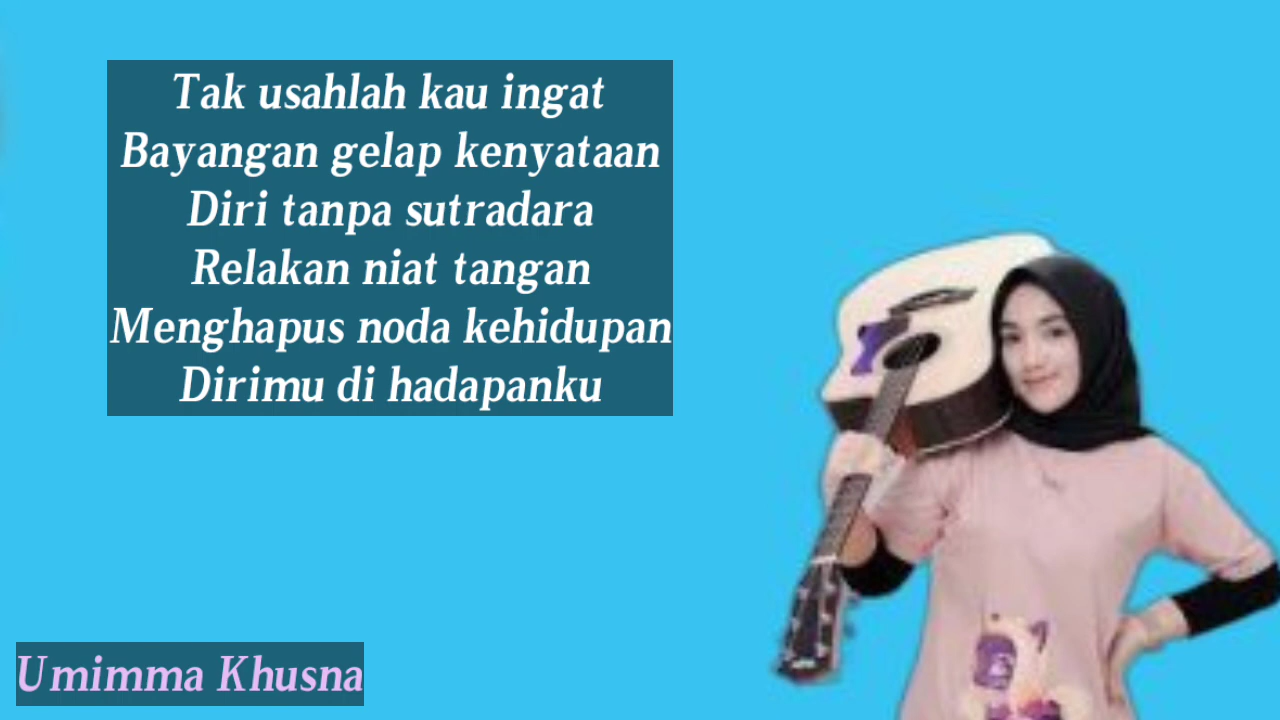 Tak usahlah kau ingat
Bayangan gelap kenyataan
Diri tanpa sutradara
Relakan niat tangan
Menghapus noda kehidupan
Dirimu di hadapanku
Umimma Khusna